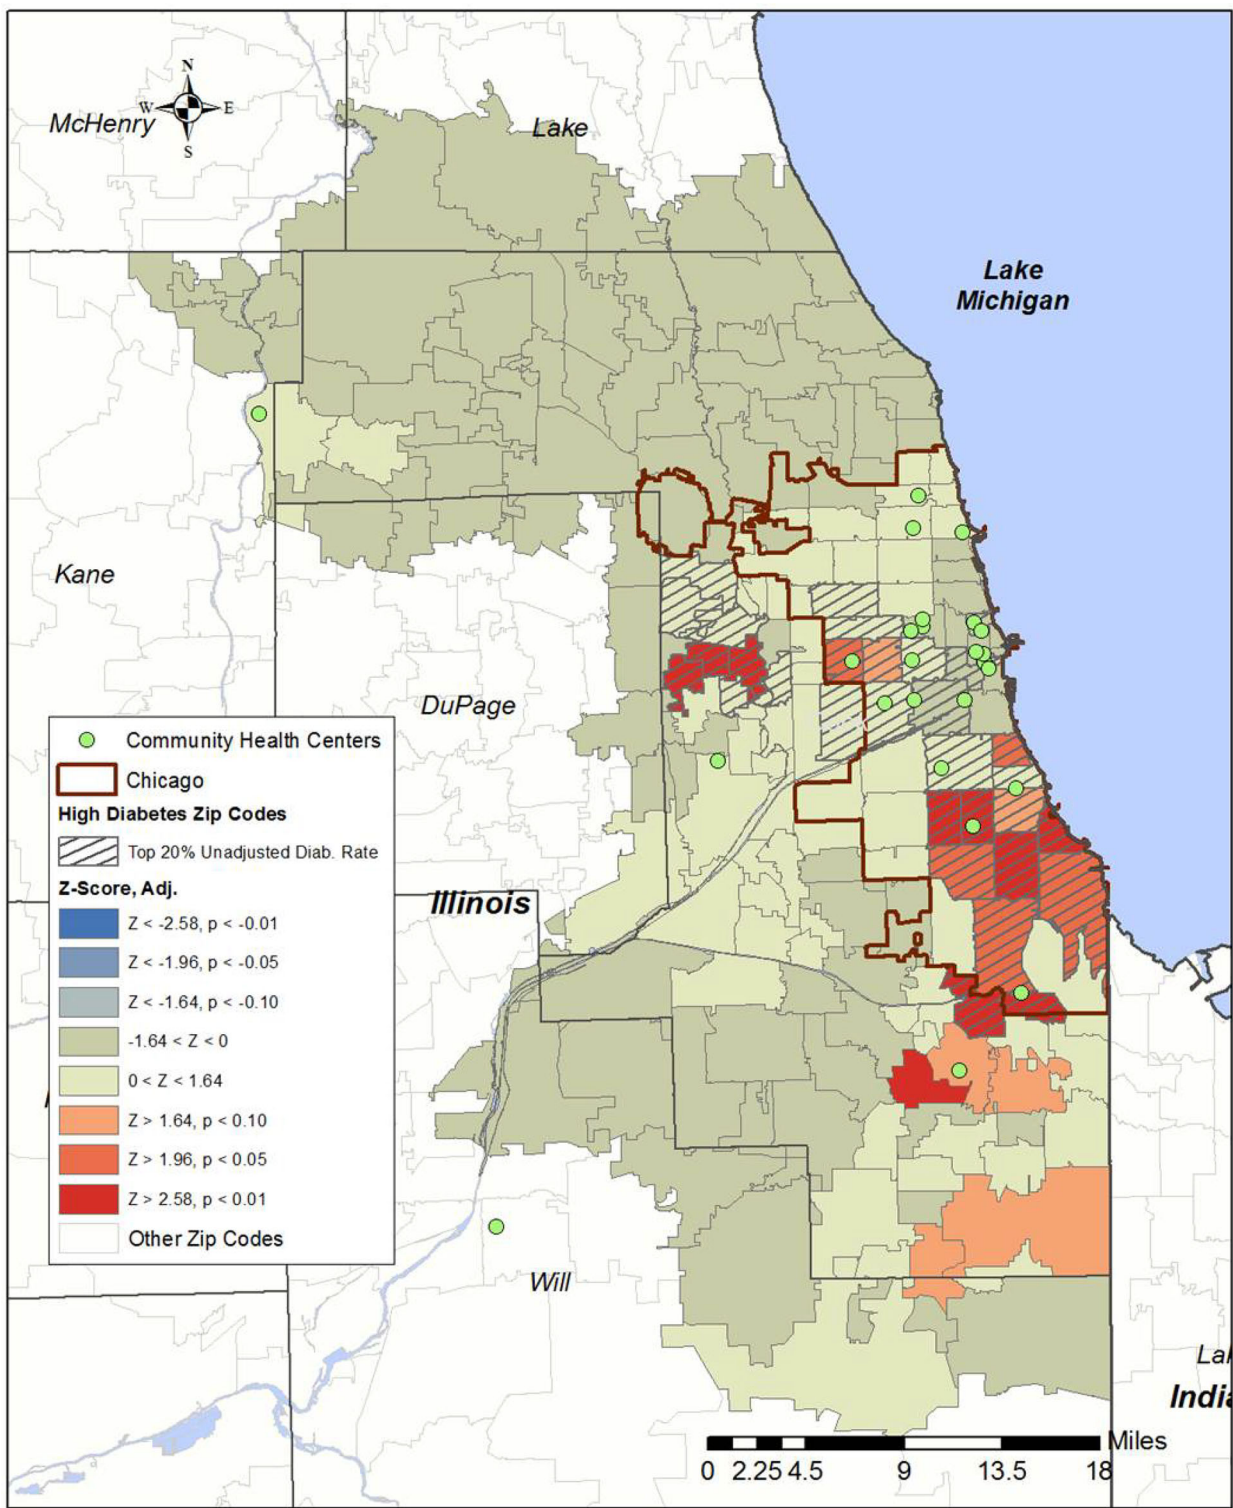 N
W E
S
McHenry
Lake
Lake
Michigan
Kane
DuPage
Illinois
Will
Community Health Centers
Chicago
High Diabetes Zip Codes
Top 20% Unadjusted Diab. Rate
Z-Score, Adj.
Z < -2.58, p < -0.01
Z < -1.96, p < -0.05
Z < -1.64, p < -0.10
-1.64 < Z < 0
0 < Z < 1.64
Z > 1.64, p < 0.10
Z > 1.96, p < 0.05
Z > 2.58, p < 0.01
Other Zip Codes
Miles
0 2.25 4.5 9 13.5 18